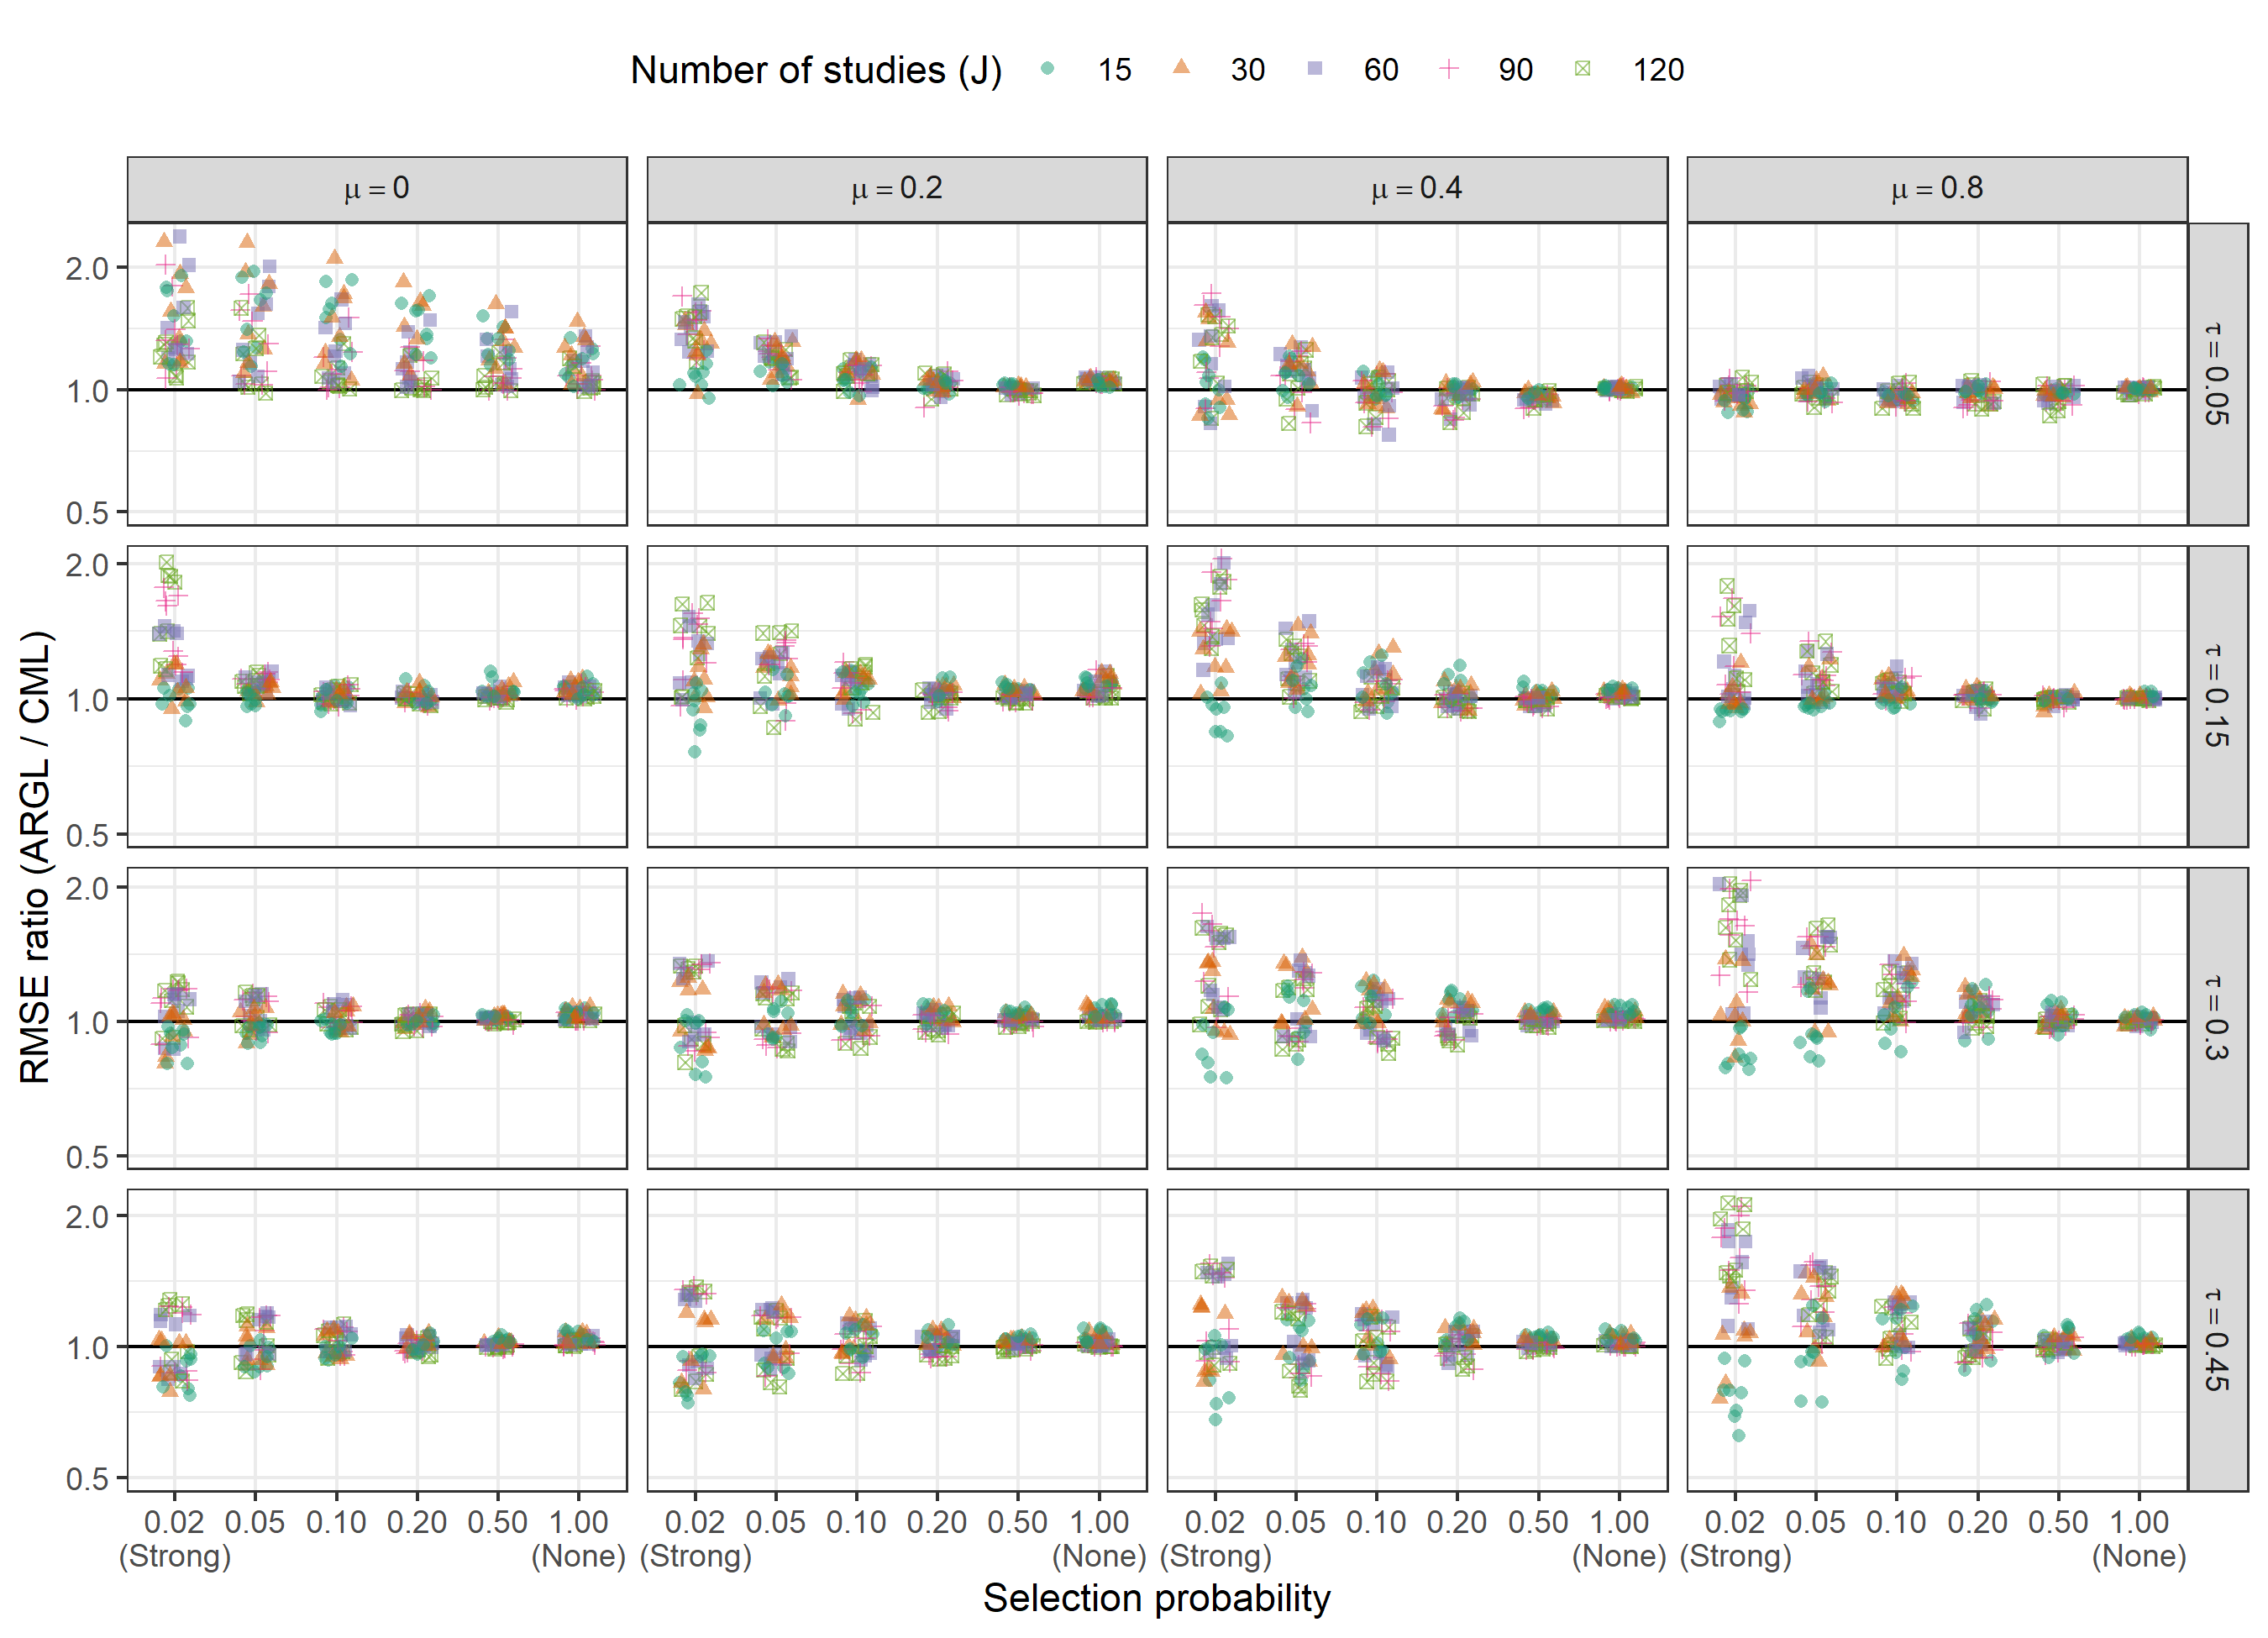 Number of studies (J) 15 30 60 90 120
μ = 0 μ = 0.2 μ = 0.4 μ = 0.8
RMSE ratio (ARGL / CML)
2.0
1.0
0.5
τ = 0.05
2.0
1.0
0.5
τ = 0.15
2.0
1.0
0.5
τ = 0.3
2.0
1.0
0.5
τ = 0.45
0.02 0.05 0.10 0.20 0.50 1.00 0.02 0.05 0.10 0.20 0.50 1.00 0.02 0.05 0.10 0.20 0.50 1.00 0.02 0.05 0.10 0.20 0.50 1.00
(Strong) (None) (Strong) (None) (Strong) (None) (Strong) (None)
Selection probability